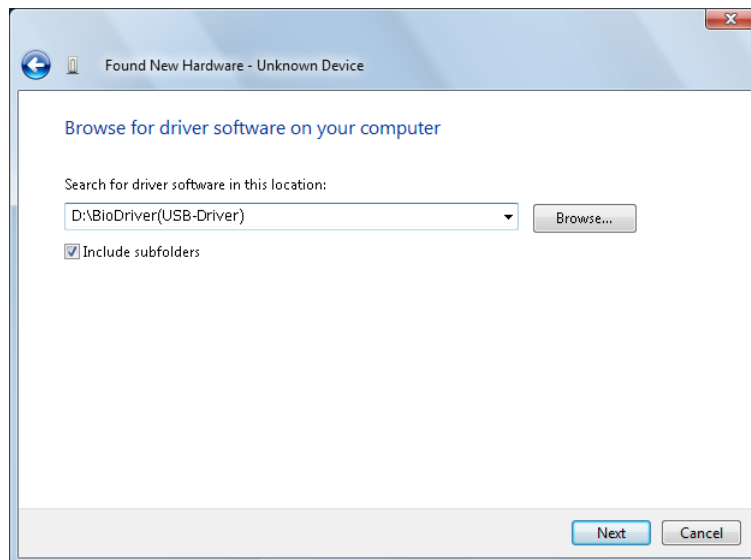 Found New Hardware - Unknown Device
Browse for driver software on your computer
Search for driver software in this location:
D:\BioDriver(USB-Driver)
Browse...
Include subfolders
Next
Cancel